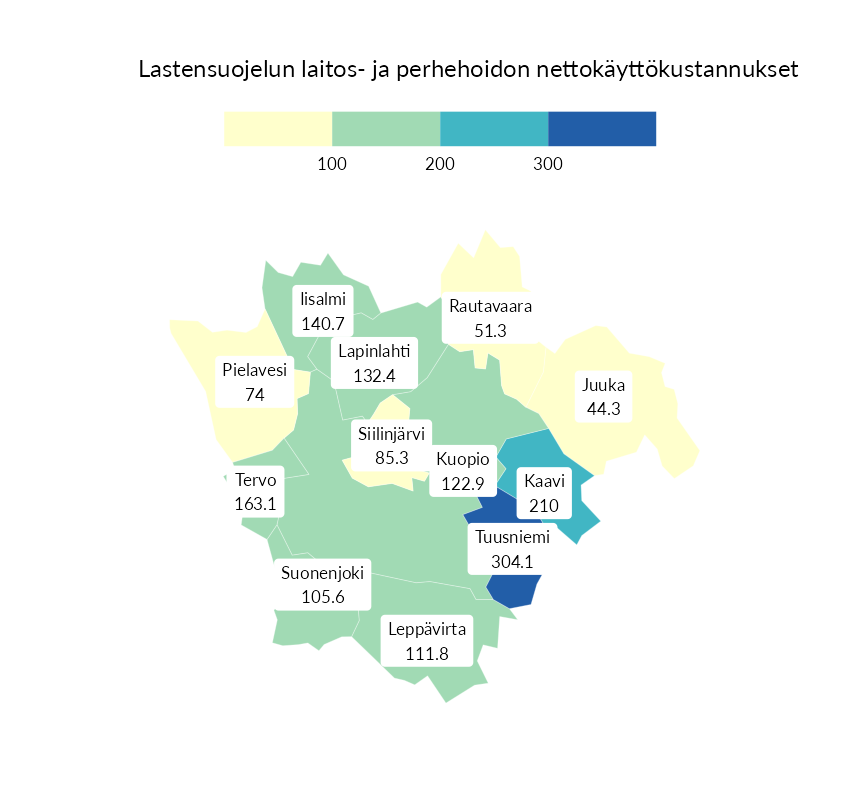 Lastensuojelun laitos- ja perhehoidon nettokäyttökustannukset
100
200
300
Iisalmi
140.7
Rautavaara
51.3
Lapinlahti
132.4
Pielavesi
74
Juuka
44.3
Siilinjärvi
85.3
Kuopio
122.9
Tervo
163.1
Kaavi
210
Tuusniemi
304.1
Suonenjoki
105.6
Leppävirta
111.8